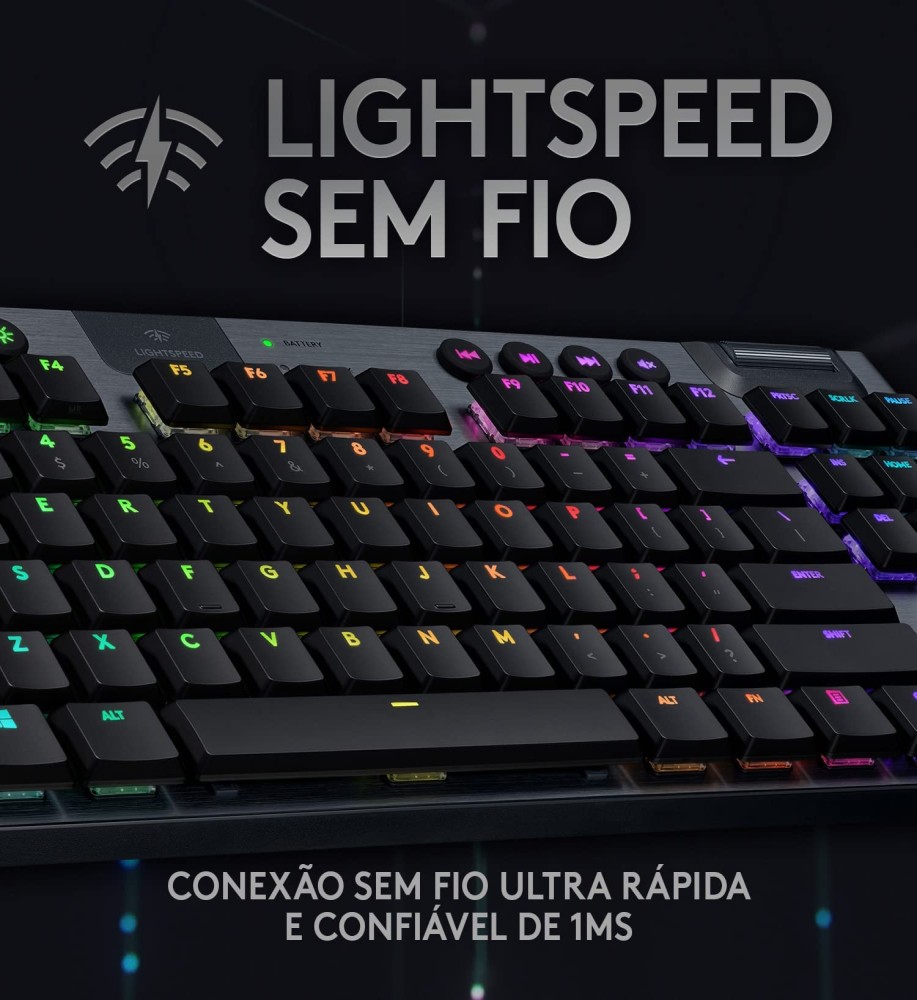 LIGHTSPEED
SEM FIO
LIGHTSPEED
BATTERY
F4 F5 F6 F7 F8 F9 F10 F11 F12 PRTSC SCRLK PAUSE
4 5 6 7 8 9 0 - = INS HOME
$ % ^ & * ( ) _ +
E R T Y U I O P [ ] \ DEL
{ } |
S D F G H J K L ; ' ENTER
: "
Z X C V B N M , . / SHIFT
< > ?
ALT ALT FN
CONEXÃO SEM FIO ULTRA RÁPIDA
E CONFIÁVEL DE 1MS